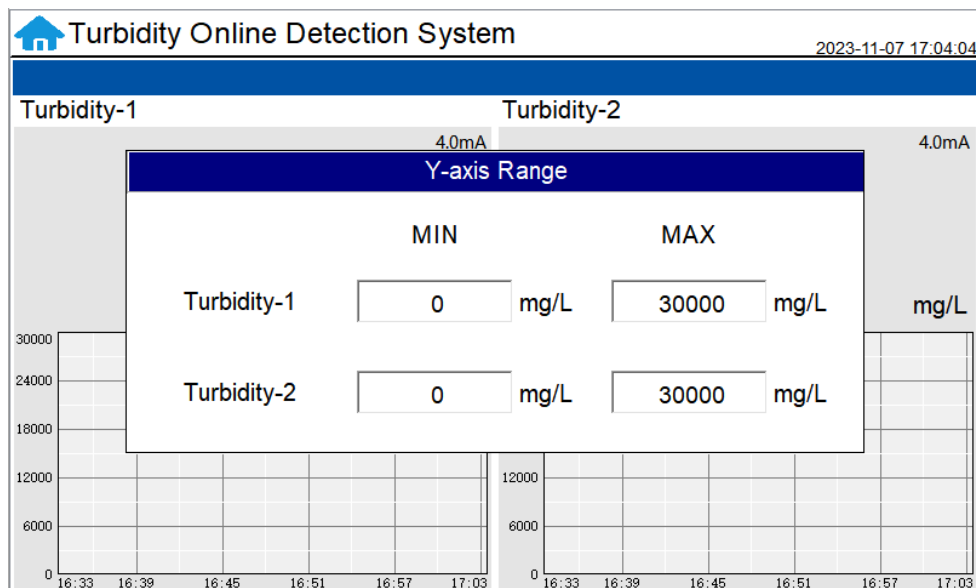 Turbidity Online Detection System
2023-11-07 17:04:04
Turbidity-1 Turbidity-2
4.0mA 4.0mA
Y-axis Range
MIN MAX
Turbidity-1 0 mg/L 30000 mg/L
mg/L
30000
24000
Turbidity-2 0 mg/L 30000 mg/L
18000
12000 12000
6000 6000
0 0
16:33 16:39 16:45 16:51 16:57 17:03 16:33 16:39 16:45 16:51 16:57 17:03